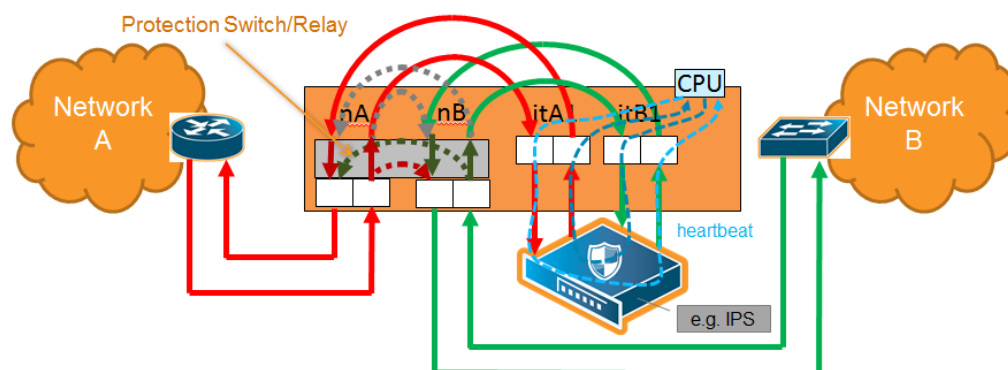 Protection Switch/Relay
Network
A
nA
nB
itA1
itB1
CPU
Network
B
heartbeat
e.g. IPS